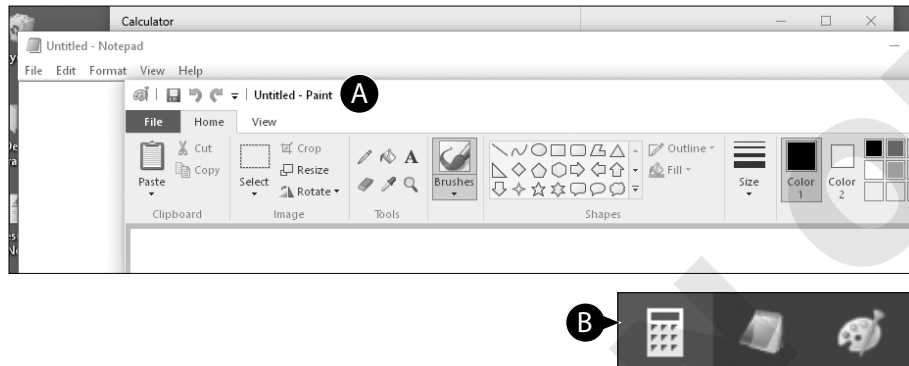 Calculator
Untitled - Notepad
File Edit Format View Help
Untitled - Paint A
File Home View
Paste
Cut
Copy
Clipboard
Select
Crop
Resize
Rotate
Image
A
Tools
Brushes
Shapes
Outline
Fill
Size
Color
1
Color
2
B